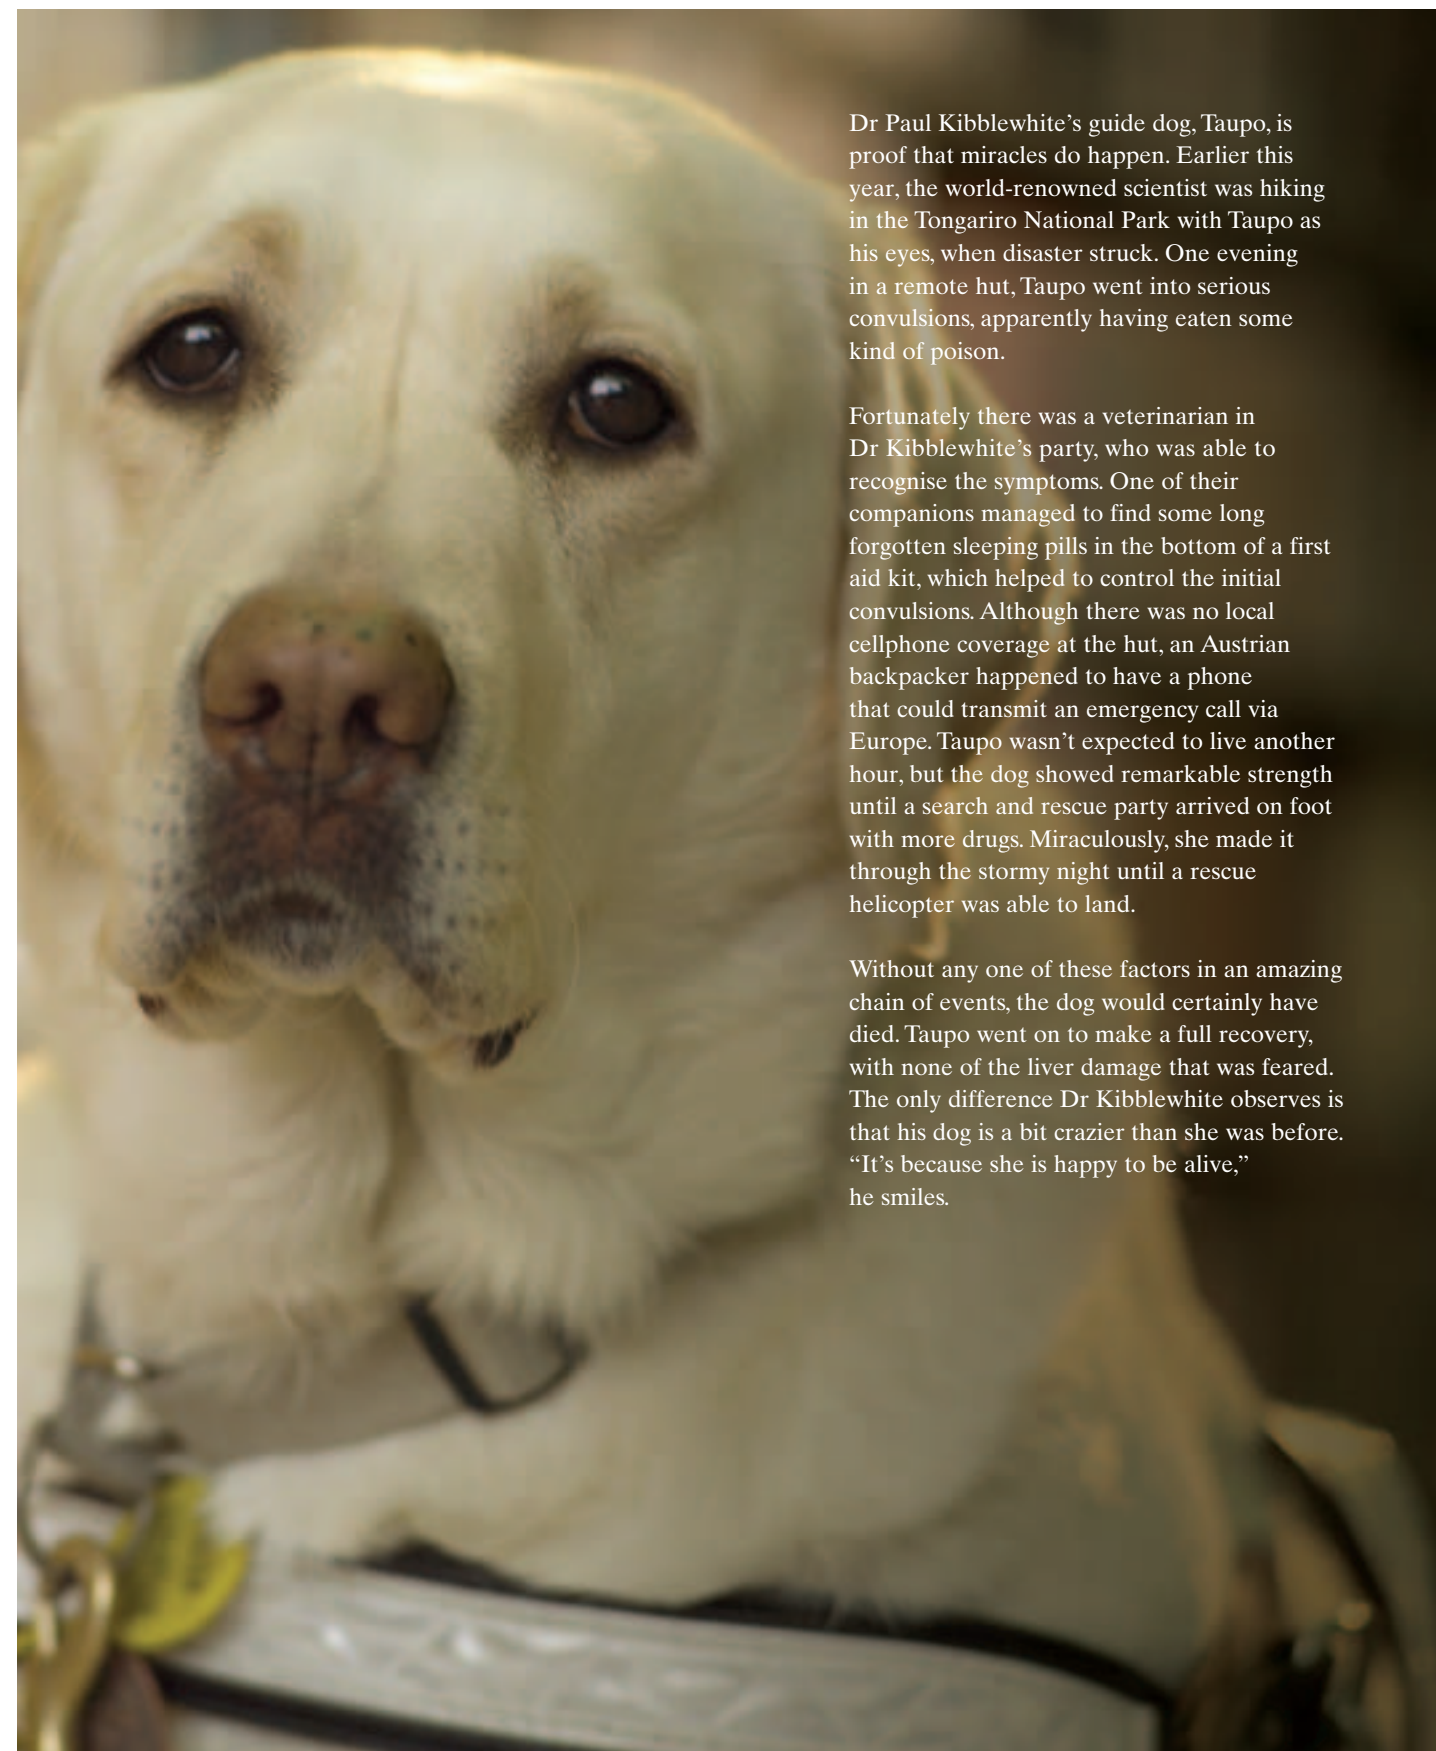 Dr Paul Kibblewhite’s guide dog, Taupo, is
proof that miracles do happen. Earlier this
year, the world-renowned scientist was hiking
in the Tongariro National Park with Taupo as
his eyes, when disaster struck. One evening
in a remote hut, Taupo went into serious
convulsions, apparently having eaten some
kind of poison.

Fortunately there was a veterinarian in
Dr Kibblewhite’s party, who was able to
recognise the symptoms. One of their
companions managed to find some long
forgotten sleeping pills in the bottom of a first
aid kit, which helped to control the initial
convulsions. Although there was no local
cellphone coverage at the hut, an Austrian
backpacker happened to have a phone
that could transmit an emergency call via
Europe. Taupo wasn’t expected to live another
hour, but the dog showed remarkable strength
until a search and rescue party arrived on foot
with more drugs. Miraculously, she made it
through the stormy night until a rescue
helicopter was able to land.

Without any one of these factors in an amazing
chain of events, the dog would certainly have
died. Taupo went on to make a full recovery,
with none of the liver damage that was feared.
The only difference Dr Kibblewhite observes is
that his dog is a bit crazier than she was before.
“It’s because she is happy to be alive,”
he smiles.